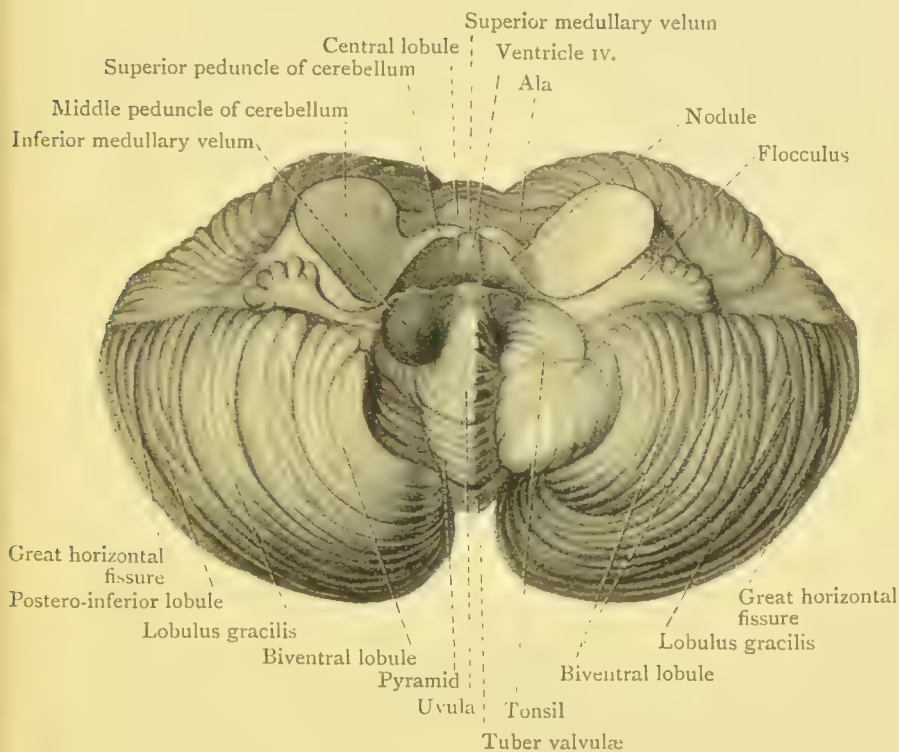 Superior medullary velum
Central lobule
Ventricle IV.
Superior peduncle of cerebellum
Ala
Middle peduncle of cerebellum
Nodule
Inferior medullary velum
Flocculus
Great horizontal
fissure
Postero-inferior lobule
Lobulus gracilis
Biventral lobule
Pyramid
Uvula
Tonsil
Tuber valvulæ
Great horizontal
fissure
Lobulus gracilis
Biventral lobule